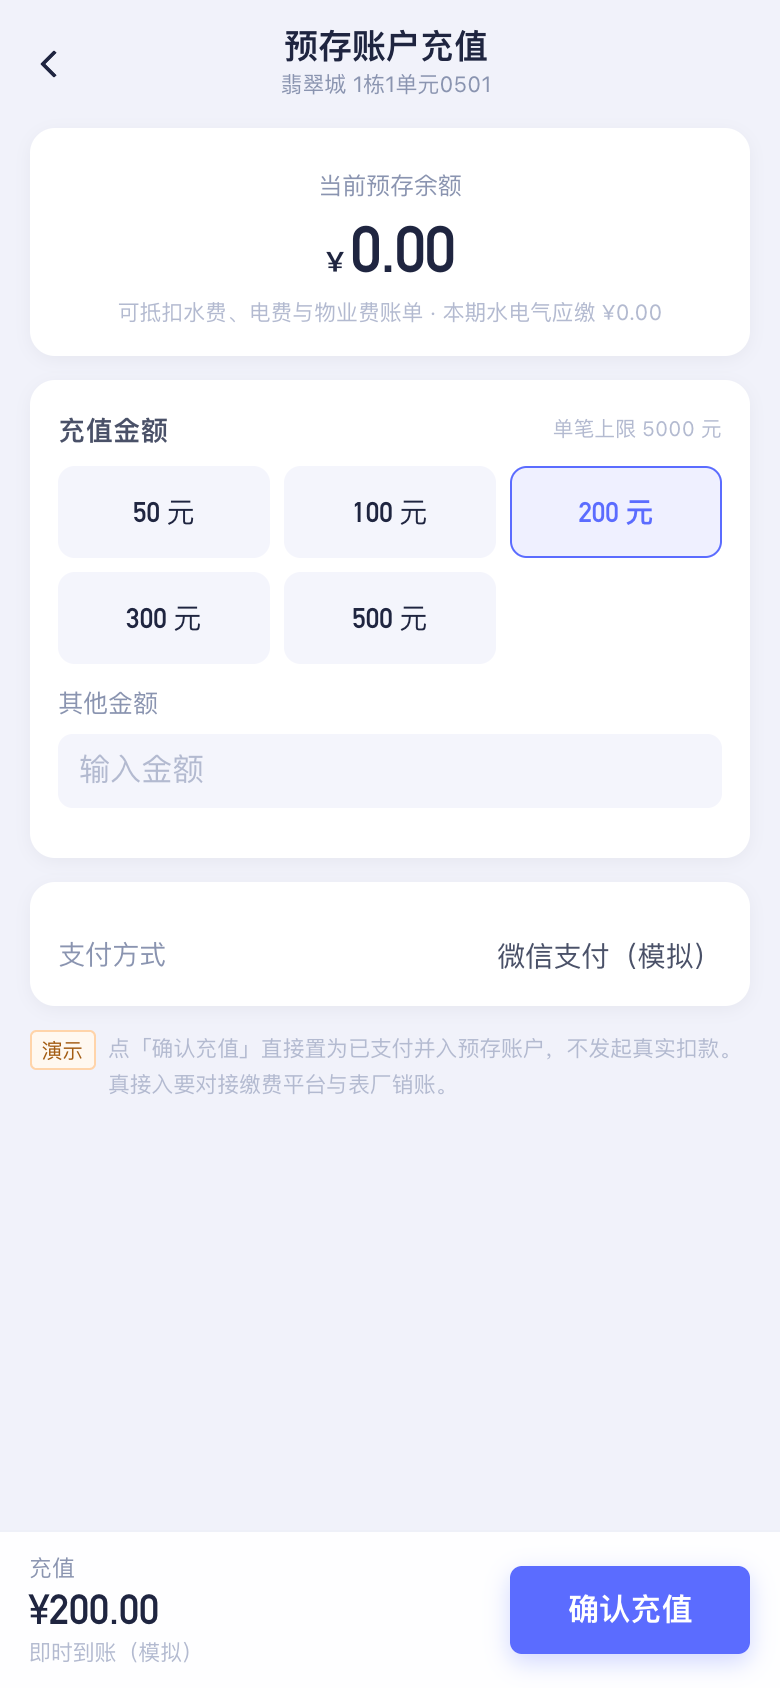 预存账户充值
翡翠城 1栋1单元0501
当前预存余额
¥0.00
可抵扣水费、电费与物业费账单 · 本期水电气应缴 ¥0.00
充值金额 单笔上限 5000 元
50 元 100 元 200 元
300 元 500 元
其他金额
输入金额
支付方式 微信支付（模拟）
演示 点「确认充值」直接置为已支付并入预存账户，不发起真实扣款。
真接入要对接缴费平台与表厂销账。
充值
¥200.00
即时到账（模拟）
确认充值